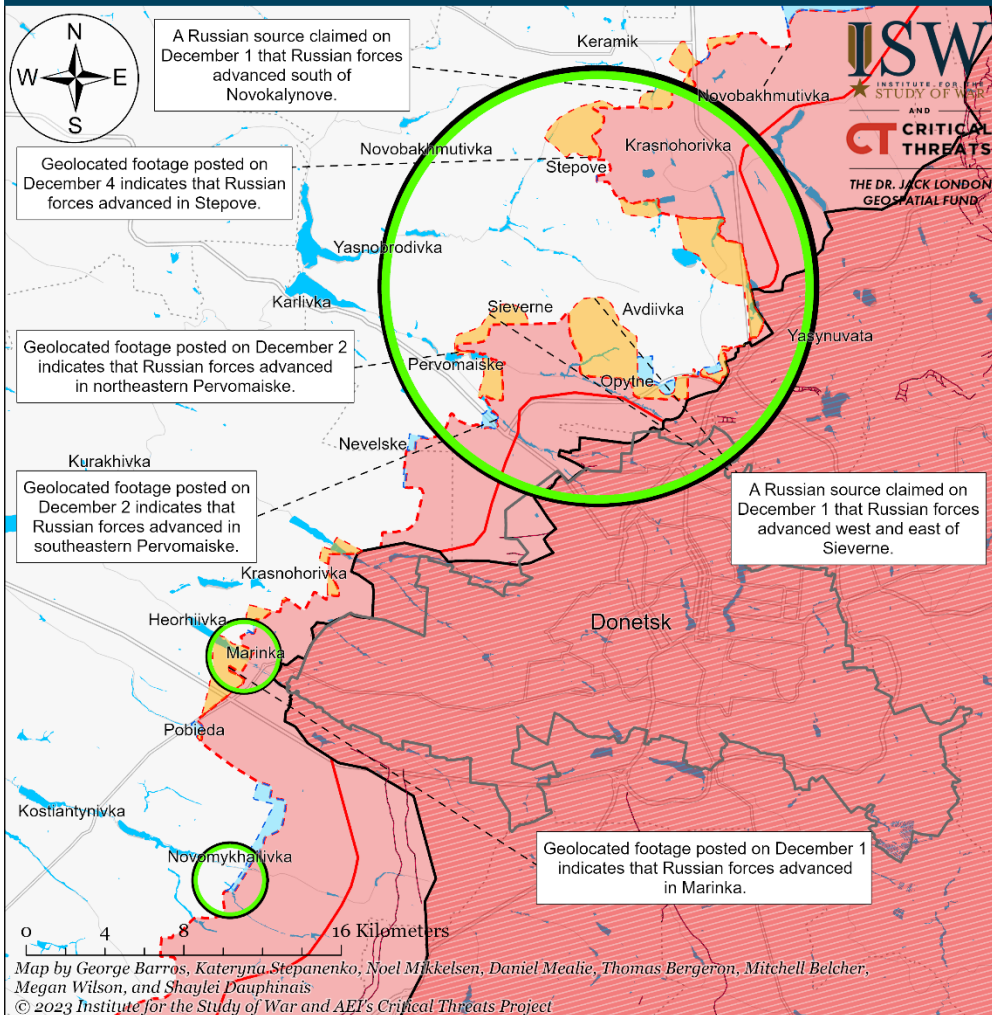 N
W
E
S
A Russian source claimed on
December 1 that Russian forces
advanced south of
Novokalynove.
Keramik
ISW
INSTITUTE FOR THE
STUDY OF WAR
AND
CT CRITICAL
THREATS
THE DR. JACK LONDON
GEOSPATIAL FUND
Novobakhmutivka
Geolocated footage posted on
December 4 indicates that Russian
forces advanced in Stepove.
Novobakhmutivka
Krasnohorivka
Stepove
Yasnobrodivka
Karlivka
Sieverne
Avdiivka
Yasynuvata
Geolocated footage posted on December 2
indicates that Russian forces advanced
in northeastern Pervomaiske.
Pervomaiske
Opytne
Nevelske
Kurakhivka
Geolocated footage posted on
December 2 indicates that
Russian forces advanced in
southeastern Pervomaiske.
A Russian source claimed on
December 1 that Russian forces
advanced west and east of
Sieverne.
Krasnohorivka
Heorhiivka
Donetsk
Marinka
Pobieda
Kostiantynivka
Novomykhailivka
Geolocated footage posted on December 1
indicates that Russian forces advanced
in Marinka.
0 4 8 16 Kilometers
Map by George Barros, Kateryna Stepanenko, Noel Mikkelsen, Daniel Mealie, Thomas Bergeron, Mitchell Belcher,
Megan Wilson, and Shaylei Dauphinais
© 2023 Institute for the Study of War and AEI's Critical Threats Project